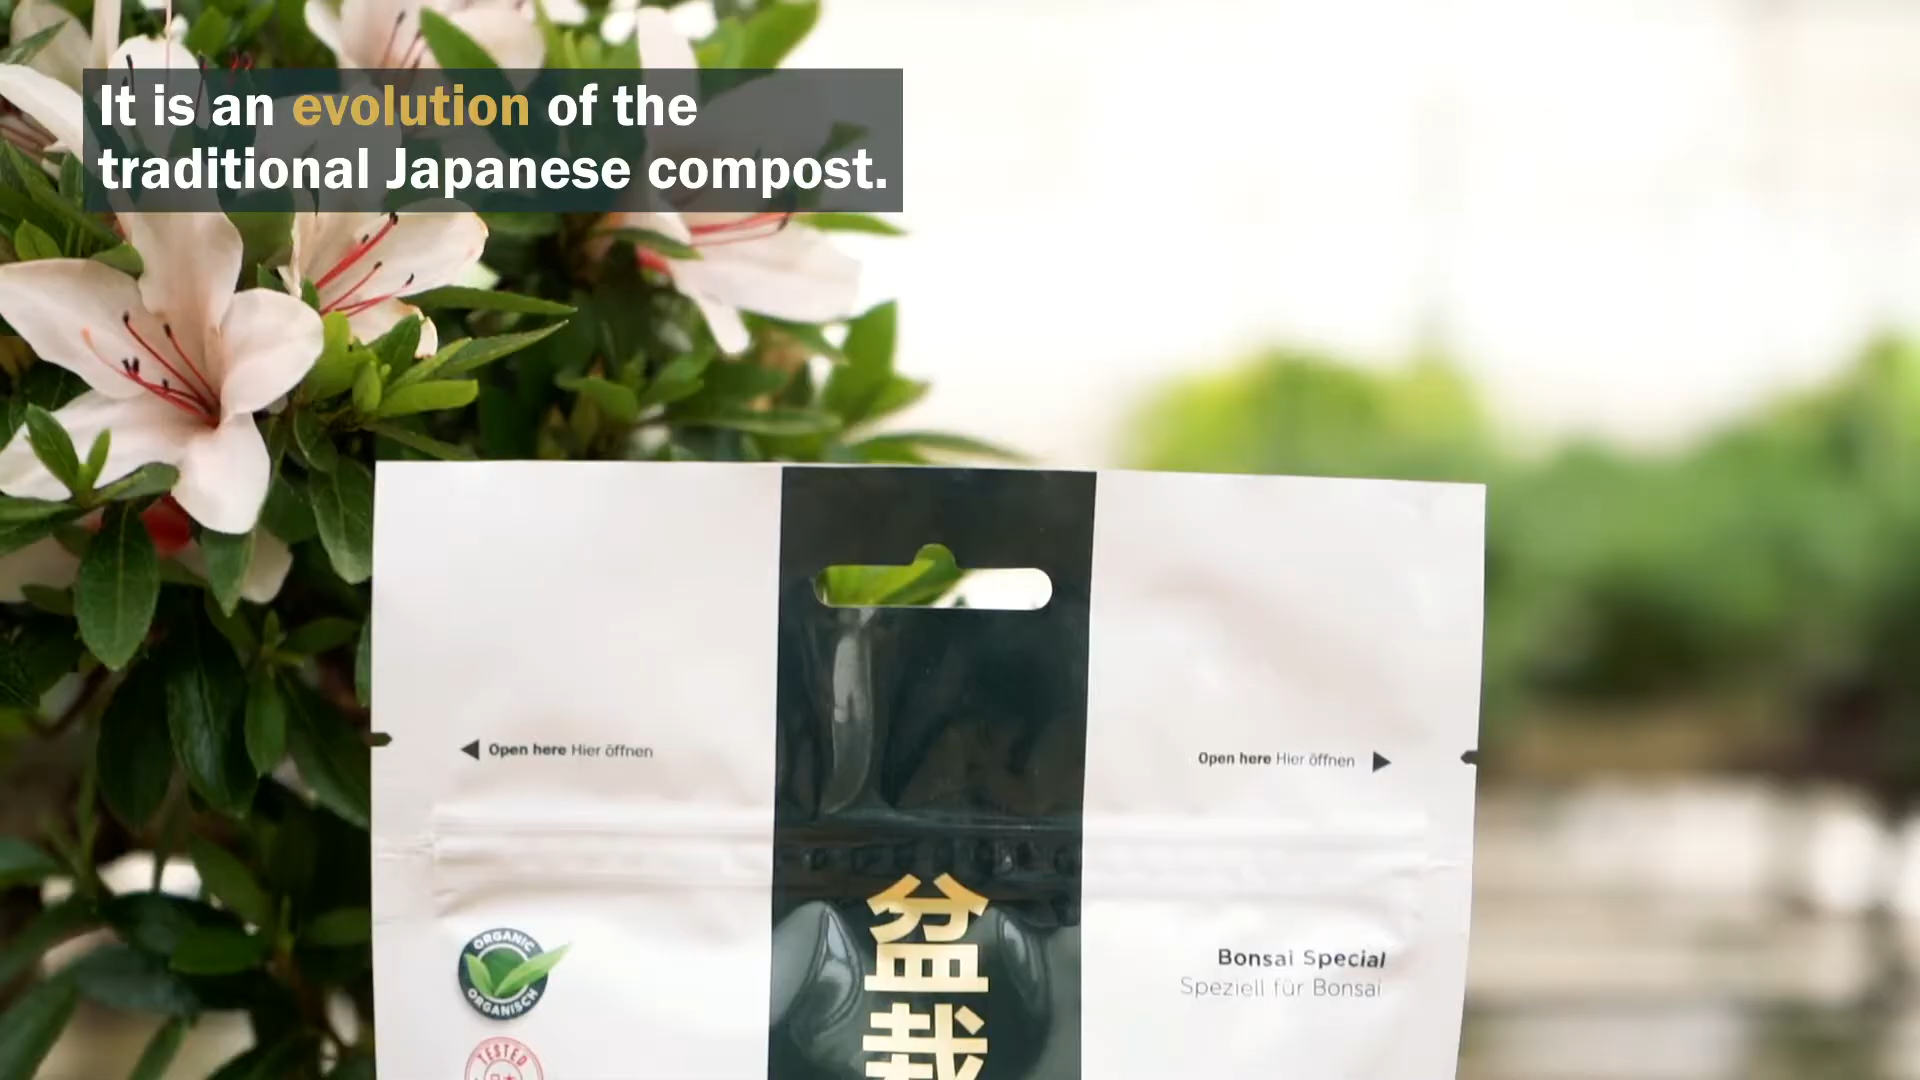 It is an evolution of the
traditional Japanese compost.
Open here Hier öffnen
Open here Hier öffnen
盆
栽
ORGANIC
ORGANISCH
Bonsai Special
Speziell für Bonsai
TESTED